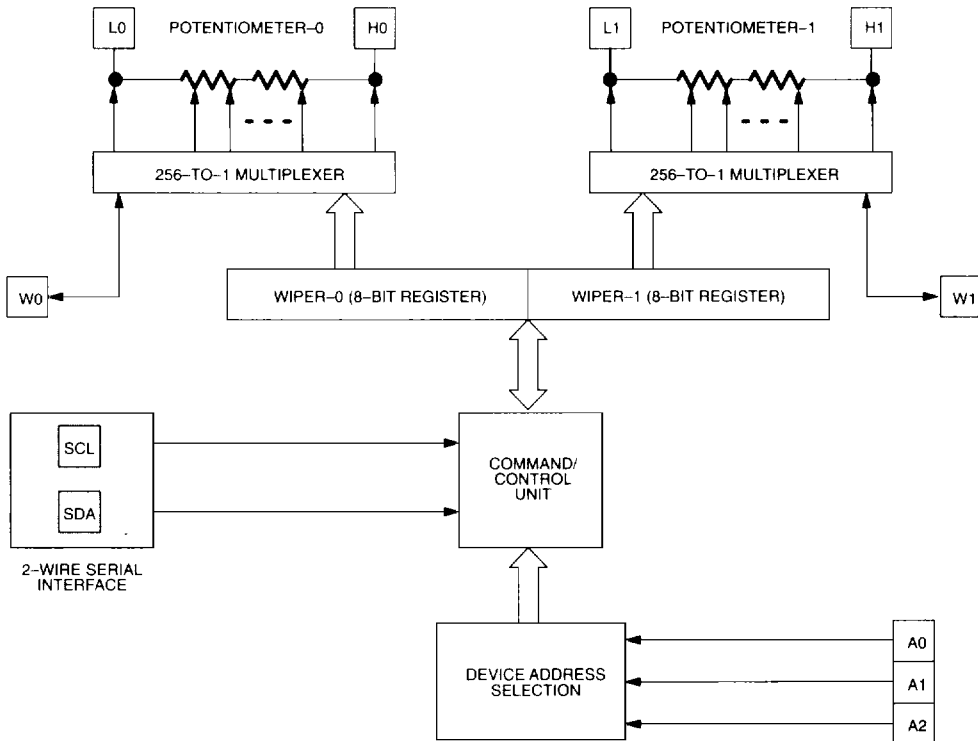 L0
POTENTIOMETER-0
H0
L1
POTENTIOMETER-1
H1
256-TO-1 MULTIPLEXER
256-TO-1 MULTIPLEXER
W0
WIPER-0 (8-BIT REGISTER)
WIPER-1 (8-BIT REGISTER)
W1
SCL
SDA
2-WIRE SERIAL
INTERFACE
COMMAND/
CONTROL
UNIT
DEVICE ADDRESS
SELECTION
A0
A1
A2